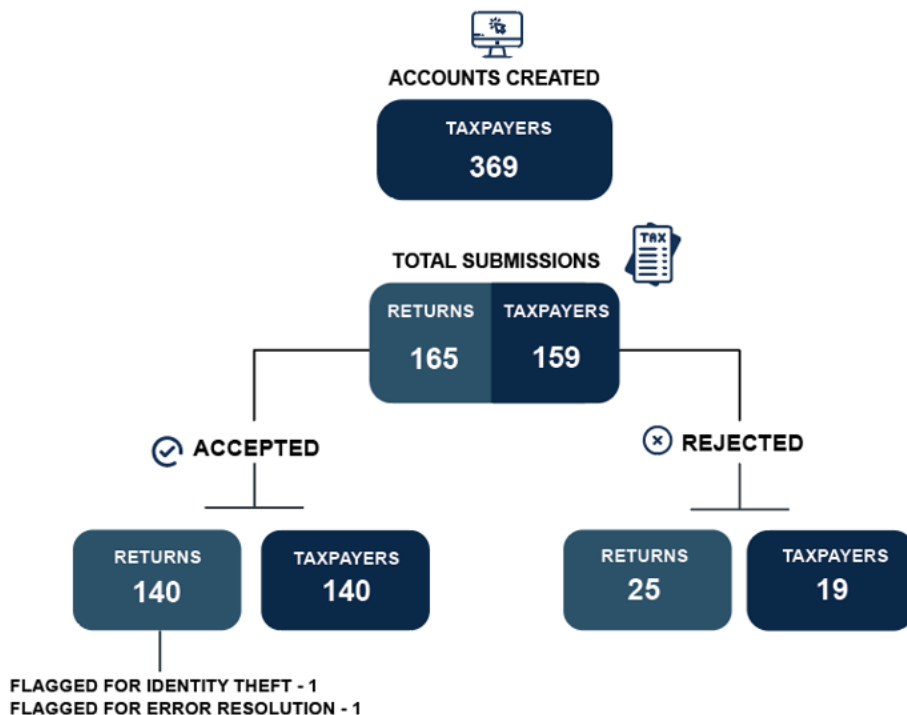 ACCOUNTS CREATED
TAXPAYERS
369
TAX
TOTAL SUBMISSIONS
RETURNS TAXPAYERS
165 159
ACCEPTED
REJECTED
RETURNS TAXPAYERS
140 140
RETURNS TAXPAYERS
25 19
FLAGGED FOR IDENTITY THEFT - 1
FLAGGED FOR ERROR RESOLUTION - 1